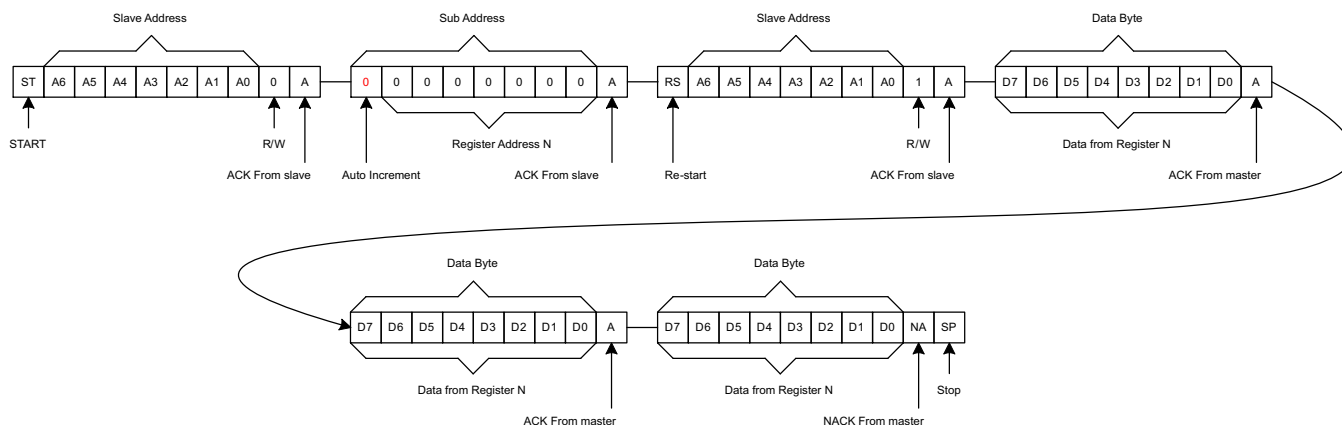 Slave Address Sub Address Slave Address Data Byte
ST A6 A5 A4 A3 A2 A1 A0 0 A 0 0 0 0 0 0 0 0 A RS A6 A5 A4 A3 A2 A1 A0 1 A D7 D6 D5 D4 D3 D2 D1 D0 A
START R/W Register Address N R/W Data from Register N
ACK From slave Auto Increment ACK From slave Re-start ACK From slave ACK From master
Data Byte Data Byte
D7 D6 D5 D4 D3 D2 D1 D0 A D7 D6 D5 D4 D3 D2 D1 D0 NA SP
Data from Register N Data from Register N Stop
ACK From master NACK From master